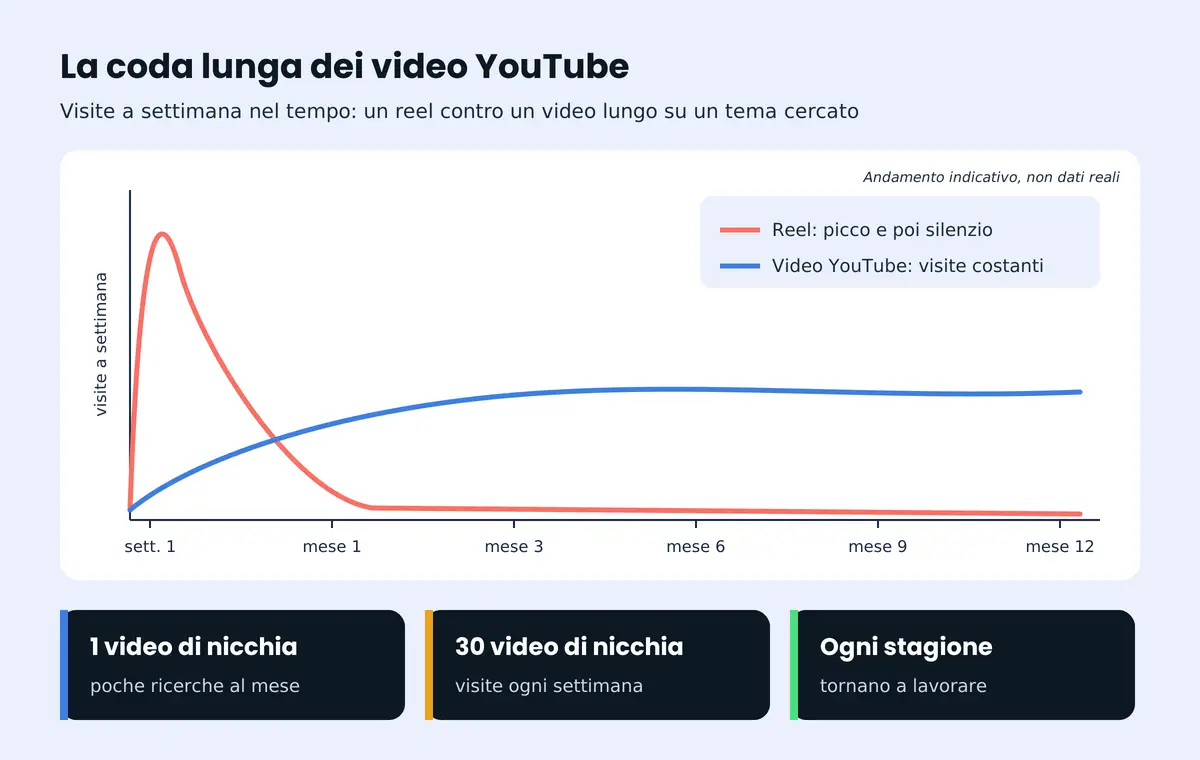 La coda lunga dei video YouTube
Visite a settimana nel tempo: un reel contro un video lungo su un tema cercato
Andamento indicativo, non dati reali
Reel: picco e poi silenzio
Video YouTube: visite costanti
visite a settimana
sett. 1
mese 1
mese 3
mese 6
mese 9
mese 12
1 video di nicchia
poche ricerche al mese
30 video di nicchia
visite ogni settimana
Ogni stagione
tornano a lavorare